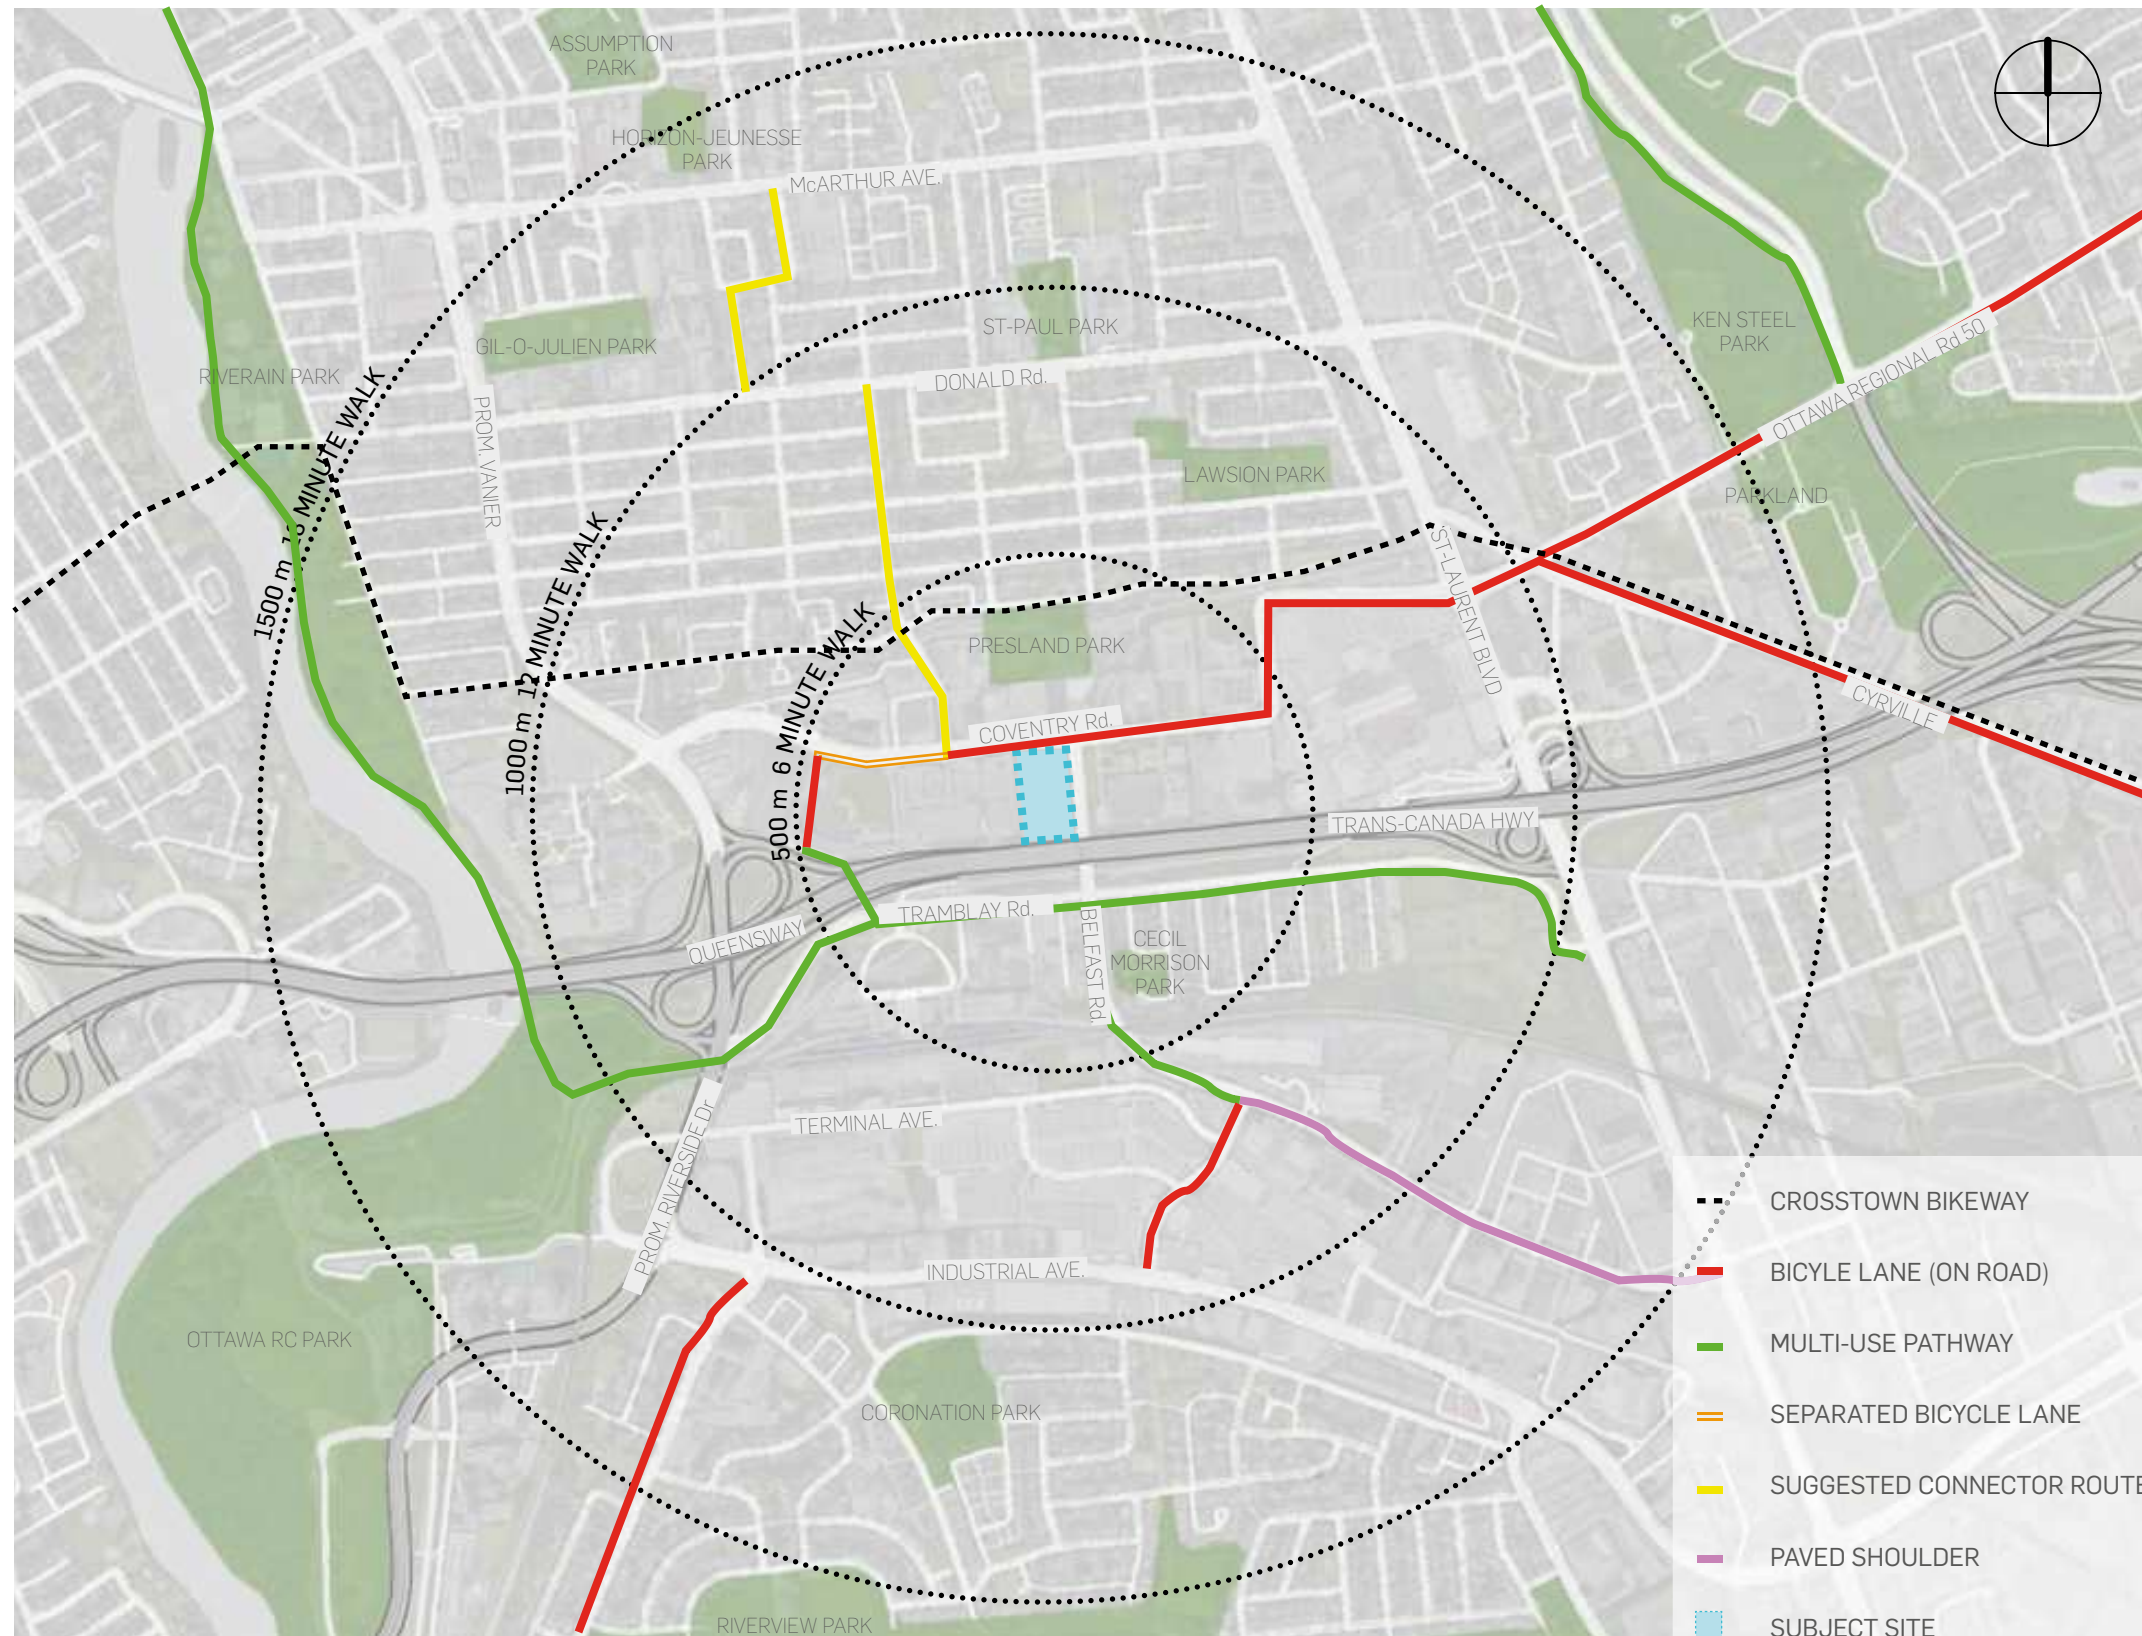 ASSUMPTION
PARK
HORIZON-JEUNESSE
PARK
McARTHUR AVE.
ST-PAUL PARK
KEN STEEL
PARK
GIL-O-JULIEN PARK
OTTAWA REGIONAL Rd 50
RIVERAIN PARK
DONALD Rd.
PROM. VANIER
LAWSION PARK
PARKLAND
1500 m 18 MINUTE WALK
1000 m 12 MINUTE WALK
500 m 6 MINUTE WALK
ST-LAURENT BLVD
PRESLAND PARK
CYRVILLE
COVENTRY Rd.
TRANS-CANADA HWY
TRAMBLAY Rd.
QUEENSWAY
BELFAST Rd.
CECIL
MORRISON
PARK
TERMINAL AVE.
PROM. RIVERSIDE Dr
INDUSTRIAL AVE.
OTTAWA RC PARK
CORONATION PARK
RIVERVIEW PARK
CROSSTOWN BIKEWAY
BICYLE LANE (ON ROAD)
MULTI-USE PATHWAY
SEPARATED BICYCLE LANE
SUGGESTED CONNECTOR ROUTE
PAVED SHOULDER
SUBJECT SITE